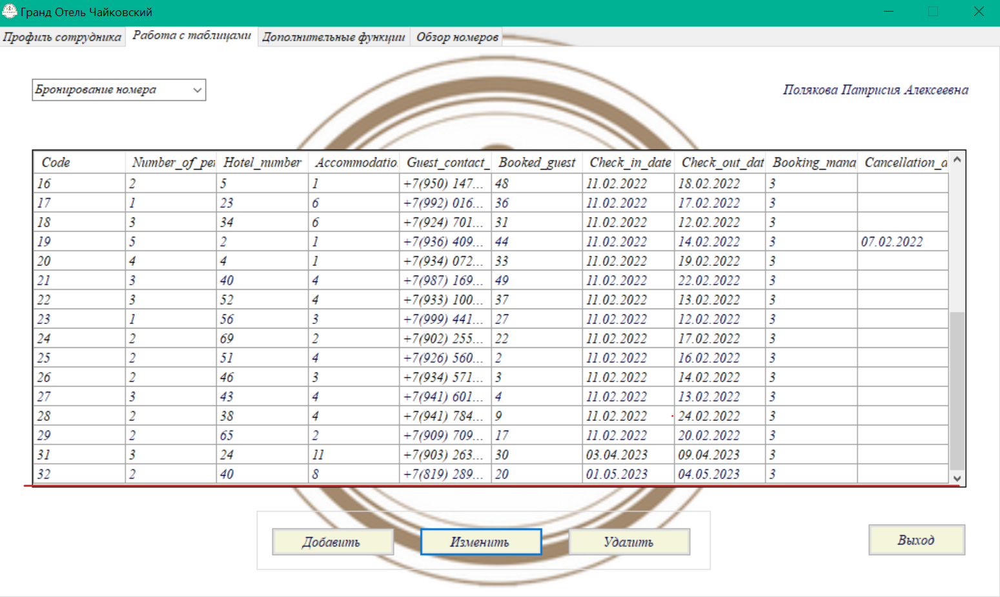 Гранд Отель Чайковский
Профиль сотрудника Работа с таблицами Дополнительные функции Обзор номеров
Бронирование номера Полякова Патрисия Алексеевна
Code Number_of_per Hotel_number Accommodatio Guest_contact_ Booked_guest Check_in_date Check_out_dat Booking_mana Cancellation_d
16 2 5 1 +7(950) 147... 48 11.02.2022 18.02.2022 3
17 1 23 6 +7(992) 016... 36 11.02.2022 17.02.2022 3
18 3 34 6 +7(924) 701... 31 11.02.2022 12.02.2022 3
19 5 2 1 +7(936) 409... 44 11.02.2022 14.02.2022 3 07.02.2022
20 4 4 1 +7(934) 072... 33 11.02.2022 19.02.2022 3
21 3 40 4 +7(987) 169... 49 11.02.2022 22.02.2022 3
22 3 52 4 +7(933) 100... 37 11.02.2022 13.02.2022 3
23 1 56 3 +7(999) 441... 27 11.02.2022 12.02.2022 3
24 2 69 2 +7(902) 255... 22 11.02.2022 17.02.2022 3
25 2 51 4 +7(926) 560... 2 11.02.2022 16.02.2022 3
26 2 46 3 +7(934) 571... 3 11.02.2022 14.02.2022 3
27 3 43 4 +7(941) 601... 4 11.02.2022 13.02.2022 3
28 2 38 4 +7(941) 784... 9 11.02.2022 24.02.2022 3
29 2 65 2 +7(909) 709... 17 11.02.2022 20.02.2022 3
31 3 24 11 +7(903) 263... 30 03.04.2023 09.04.2023 3
32 2 40 8 +7(819) 289... 20 01.05.2023 04.05.2023 3
Добавить Изменить Удалить Выход